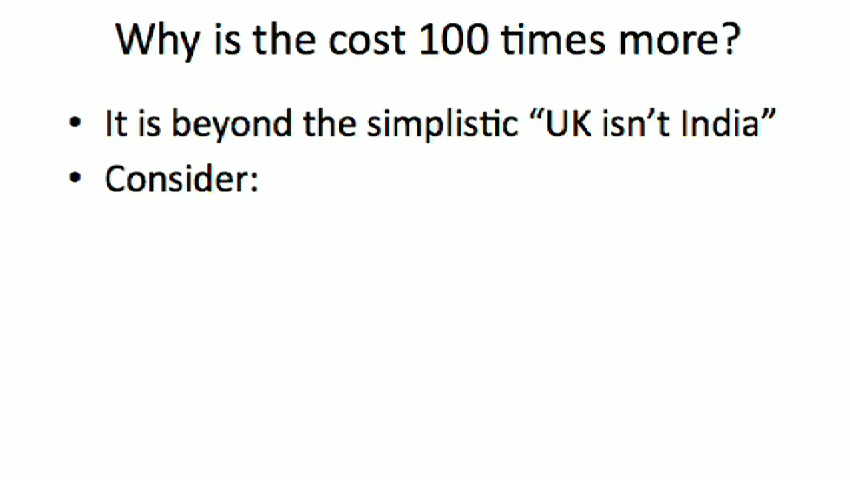 Why is the cost 100 times more?
• It is beyond the simplistic “UK isn’t India”
• Consider: